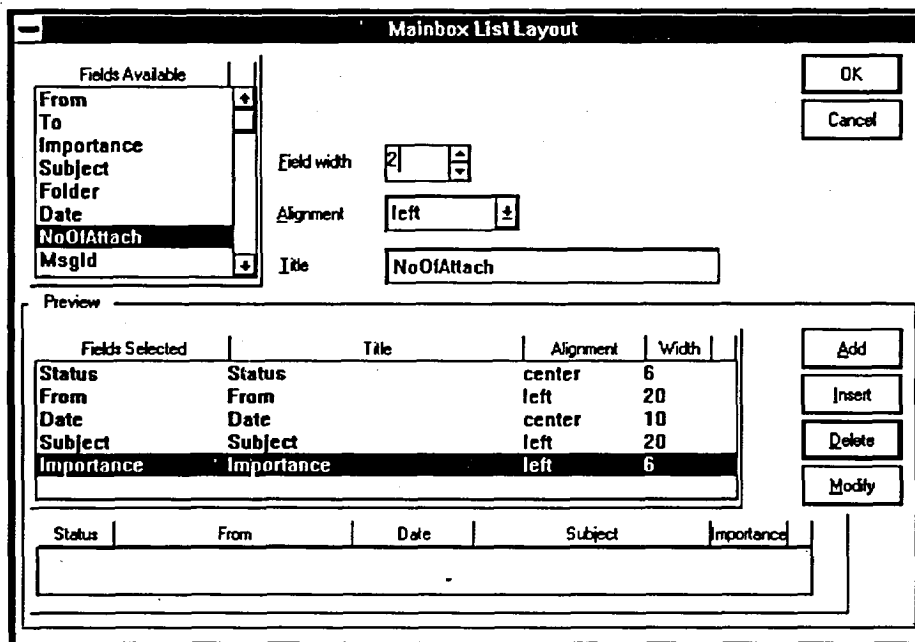 Mainbox List Layout
Fields Available
From
To
Importance
Subject
Folder
Date
NoOfAttach
MsgId
Field width 2
Alignment left
Title NoOfAttach
OK
Cancel
Preview
Fields Selected Title Alignment Width
Status Status center 6
From From left 20
Date Date center 10
Subject Subject left 20
Importance Importance left 6
Add
Insert
Delete
Modify
Status From Date Subject Importance